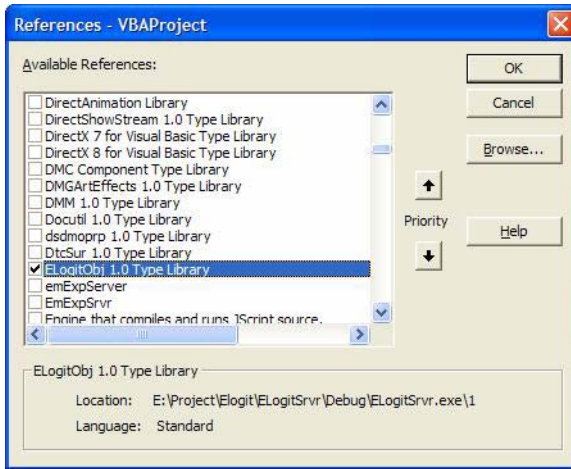 References - VBAProject
Available References:
DirectAnimation Library
DirectShowStream 1.0 Type Library
DirectX 7 for Visual Basic Type Library
DirectX 8 for Visual Basic Type Library
DMC Component Type Library
DMGArtEffects 1.0 Type Library
DMM 1.0 Type Library
Docutil 1.0 Type Library
dsdmoprp 1.0 Type Library
DtcSur 1.0 Type Library
ELogitObj 1.0 Type Library
emExpServer
EmExpSrvr
Engine that compiles and runs JScript source.
Priority
OK
Cancel
Browse...
Help
ELogitObj 1.0 Type Library
Location: E:\Project\Elogit\ELogitSrvr\Debug\ELogitSrvr.exe\1
Language: Standard